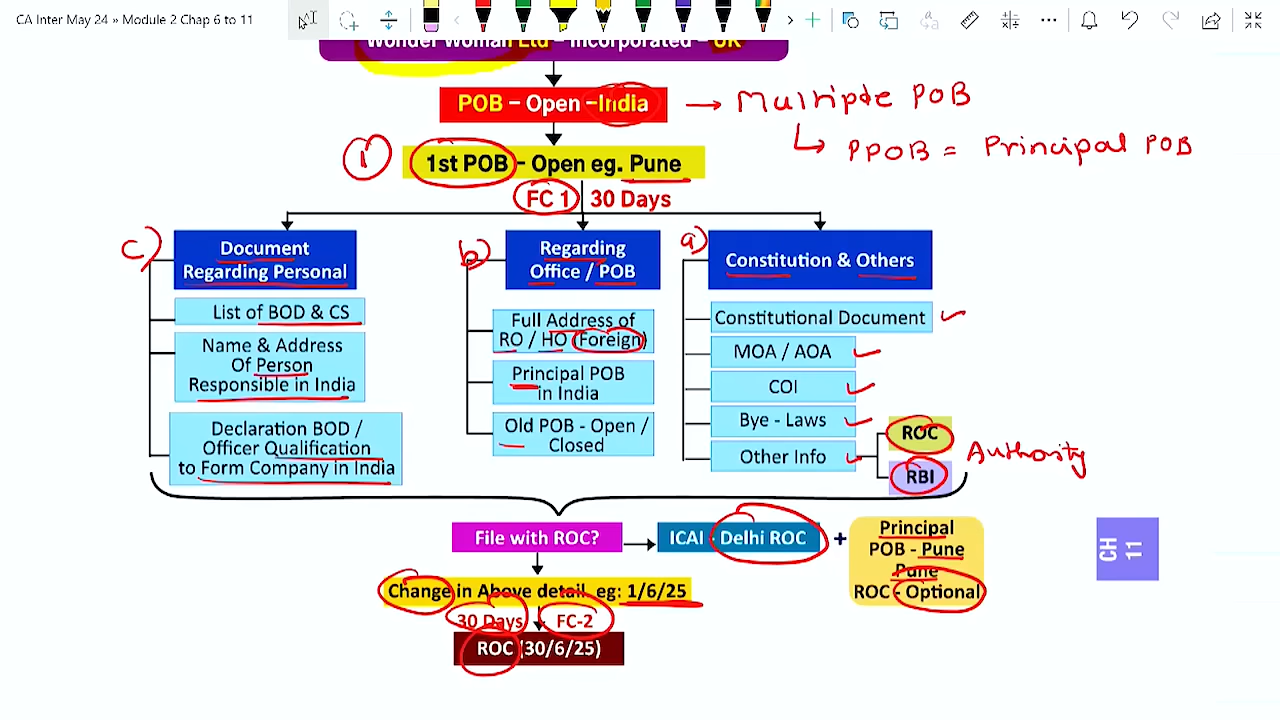 CA Inter May 24 » Module 2 Chap 6 to 11
Wonder Woman Ltd - Incorporated - UK
POB - Open - India
Multiple POB
PPOB = Principal POB
1
1st POB - Open eg. Pune
FC 1 30 Days
c)
Document
Regarding Personal
List of BOD & CS
Name & Address
Of Person
Responsible in India
Declaration BOD /
Officer Qualification
to Form Company in India
b)
Regarding
Office / POB
Full Address of
RO / HO (Foreign)
Principal POB
in India
Old POB - Open /
Closed
a)
Constitution & Others
Constitutional Document
MOA / AOA
COI
Bye - Laws
Other Info
ROC
RBI
Authority
File with ROC?
ICAI - Delhi ROC
+
Principal
POB - Pune
Pune
ROC - Optional
Change in Above detail eg: 1/6/25
30 Days FC-2
ROC (30/6/25)
CH
11